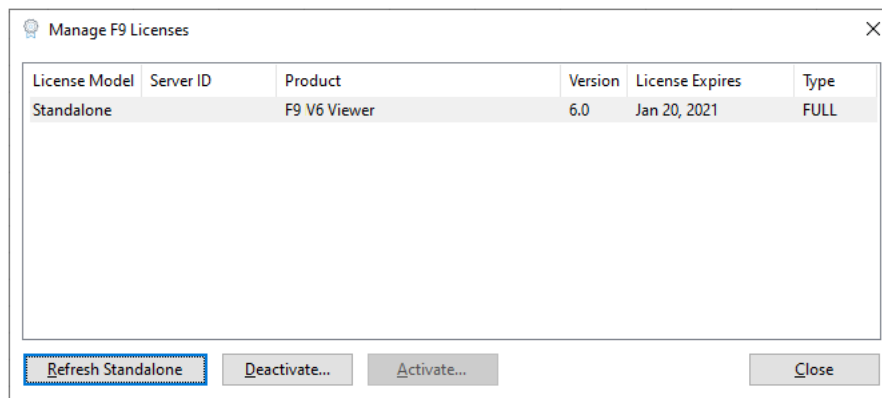 Manage F9 Licenses
License Model Server ID Product Version License Expires Type
Standalone F9 V6 Viewer 6.0 Jan 20, 2021 FULL
Refresh Standalone Deactivate... Activate... Close